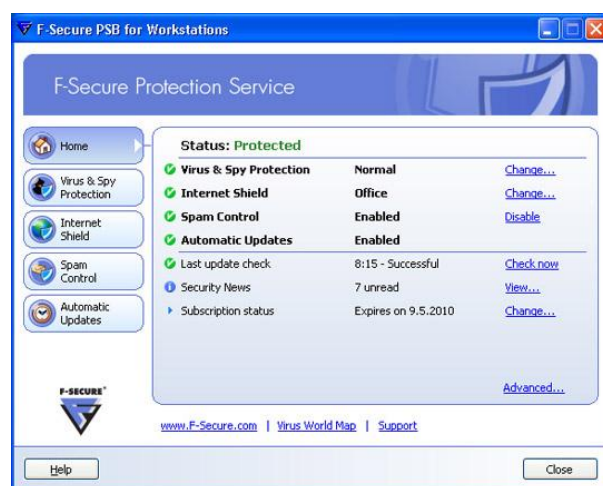 F-Secure PSB for Workstations
F-Secure Protection Service
Home
Virus & Spy
Protection
Internet
Shield
Spam
Control
Automatic
Updates
Status: Protected
Virus & Spy Protection Normal Change...
Internet Shield Office Change...
Spam Control Enabled Disable
Automatic Updates Enabled
Last update check 8:15 - Successful Check now
Security News 7 unread View...
Subscription status Expires on 9.5.2010 Change...
Advanced...
F-SECURE
www.F-Secure.com | Virus World Map | Support
Help Close